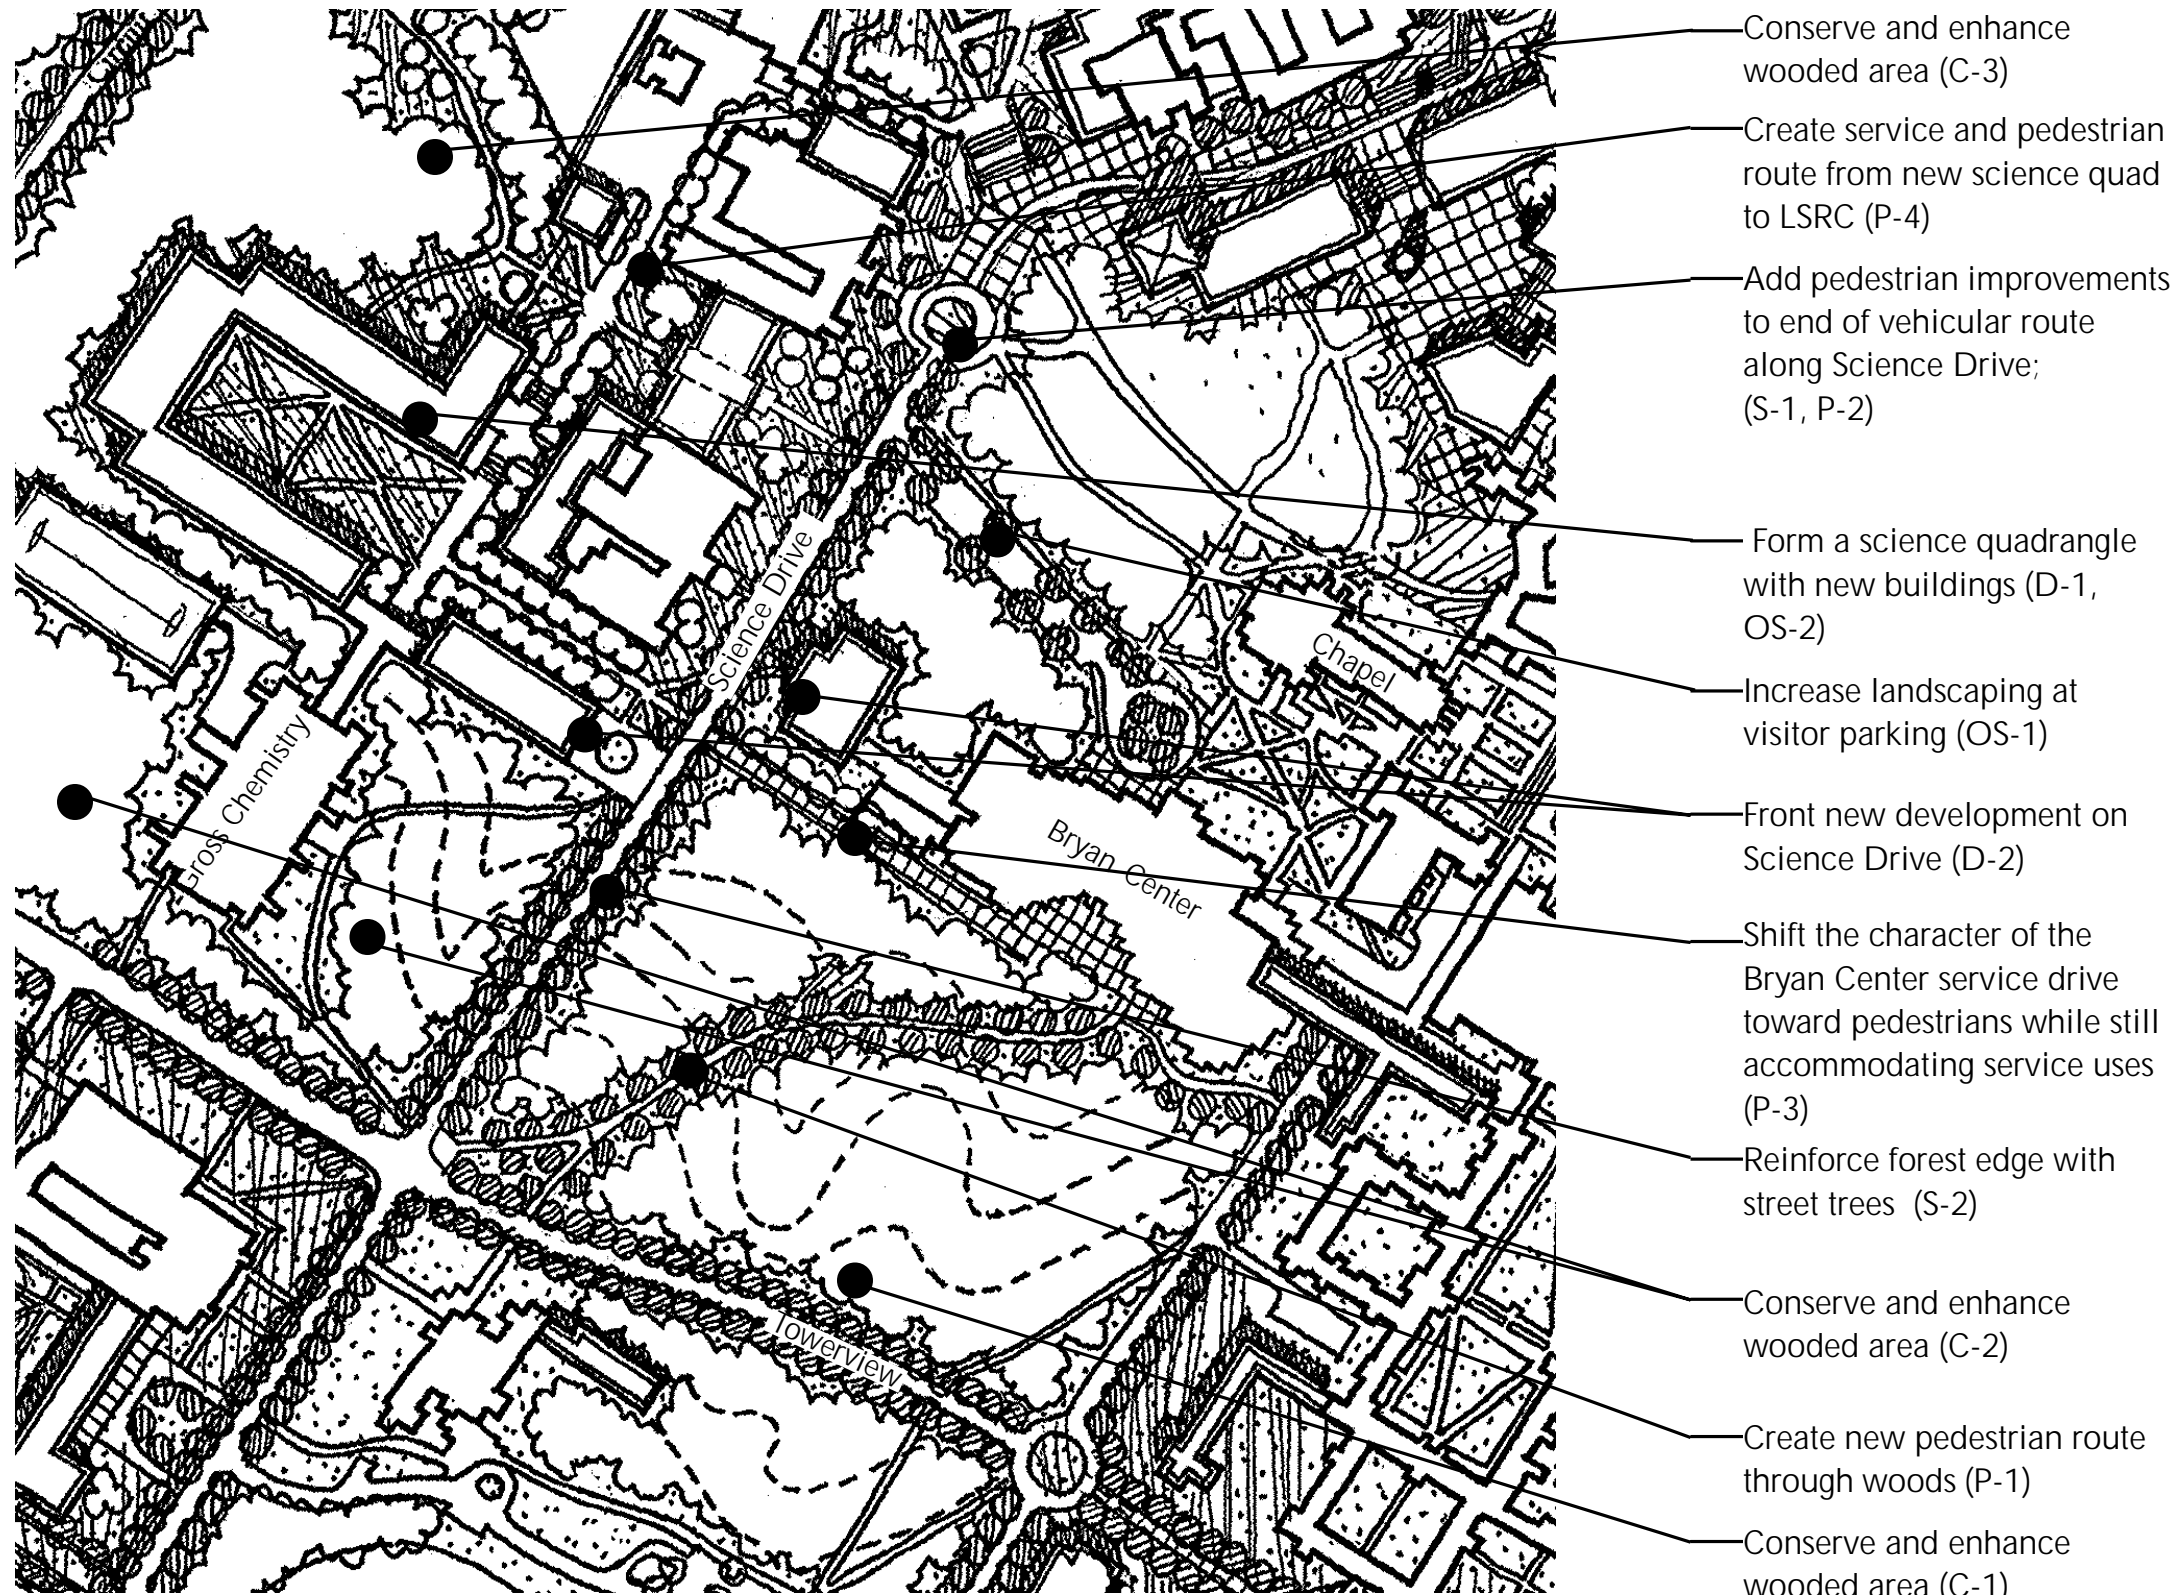 Conserve and enhance
wooded area (C-3)
Create service and pedestrian
route from new science quad
to LSRC (P-4)
Add pedestrian improvements
to end of vehicular route
along Science Drive;
(S-1, P-2)
Form a science quadrangle
with new buildings (D-1,
OS-2)
Increase landscaping at
visitor parking (OS-1)
Front new development on
Science Drive (D-2)
Shift the character of the
Bryan Center service drive
toward pedestrians while still
accommodating service uses
(P-3)
Reinforce forest edge with
street trees (S-2)
Conserve and enhance
wooded area (C-2)
Create new pedestrian route
through woods (P-1)
Conserve and enhance
wooded area (C-1)
Science Drive
Chapel
Gross Chemistry
Bryan Center
Towerview